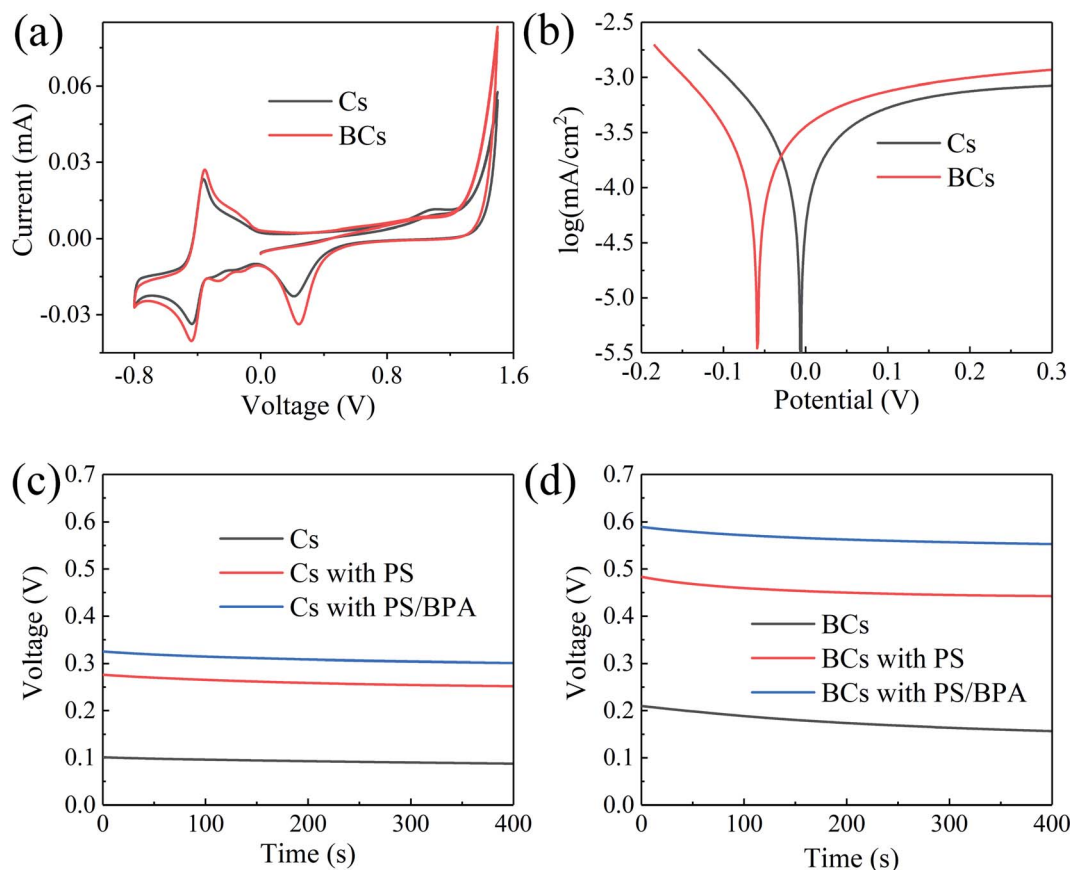 (a)
Current (mA)
0.06
0.03
0.00
-0.03
Cs
BCs
-0.8
0.0
0.8
1.6
Voltage (V)
(b)
log(mA/cm²)
-2.5
-3.0
-3.5
-4.0
-4.5
-5.0
-5.5
Cs
BCs
-0.2
-0.1
0.0
0.1
0.2
0.3
Potential (V)
(c)
Voltage (V)
0.7
0.6
0.5
0.4
0.3
0.2
0.1
0.0
Cs
Cs with PS
Cs with PS/BPA
0
100
200
300
400
Time (s)
(d)
Voltage (V)
0.7
0.6
0.5
0.4
0.3
0.2
0.1
0.0
BCs
BCs with PS
BCs with PS/BPA
0
100
200
300
400
Time (s)